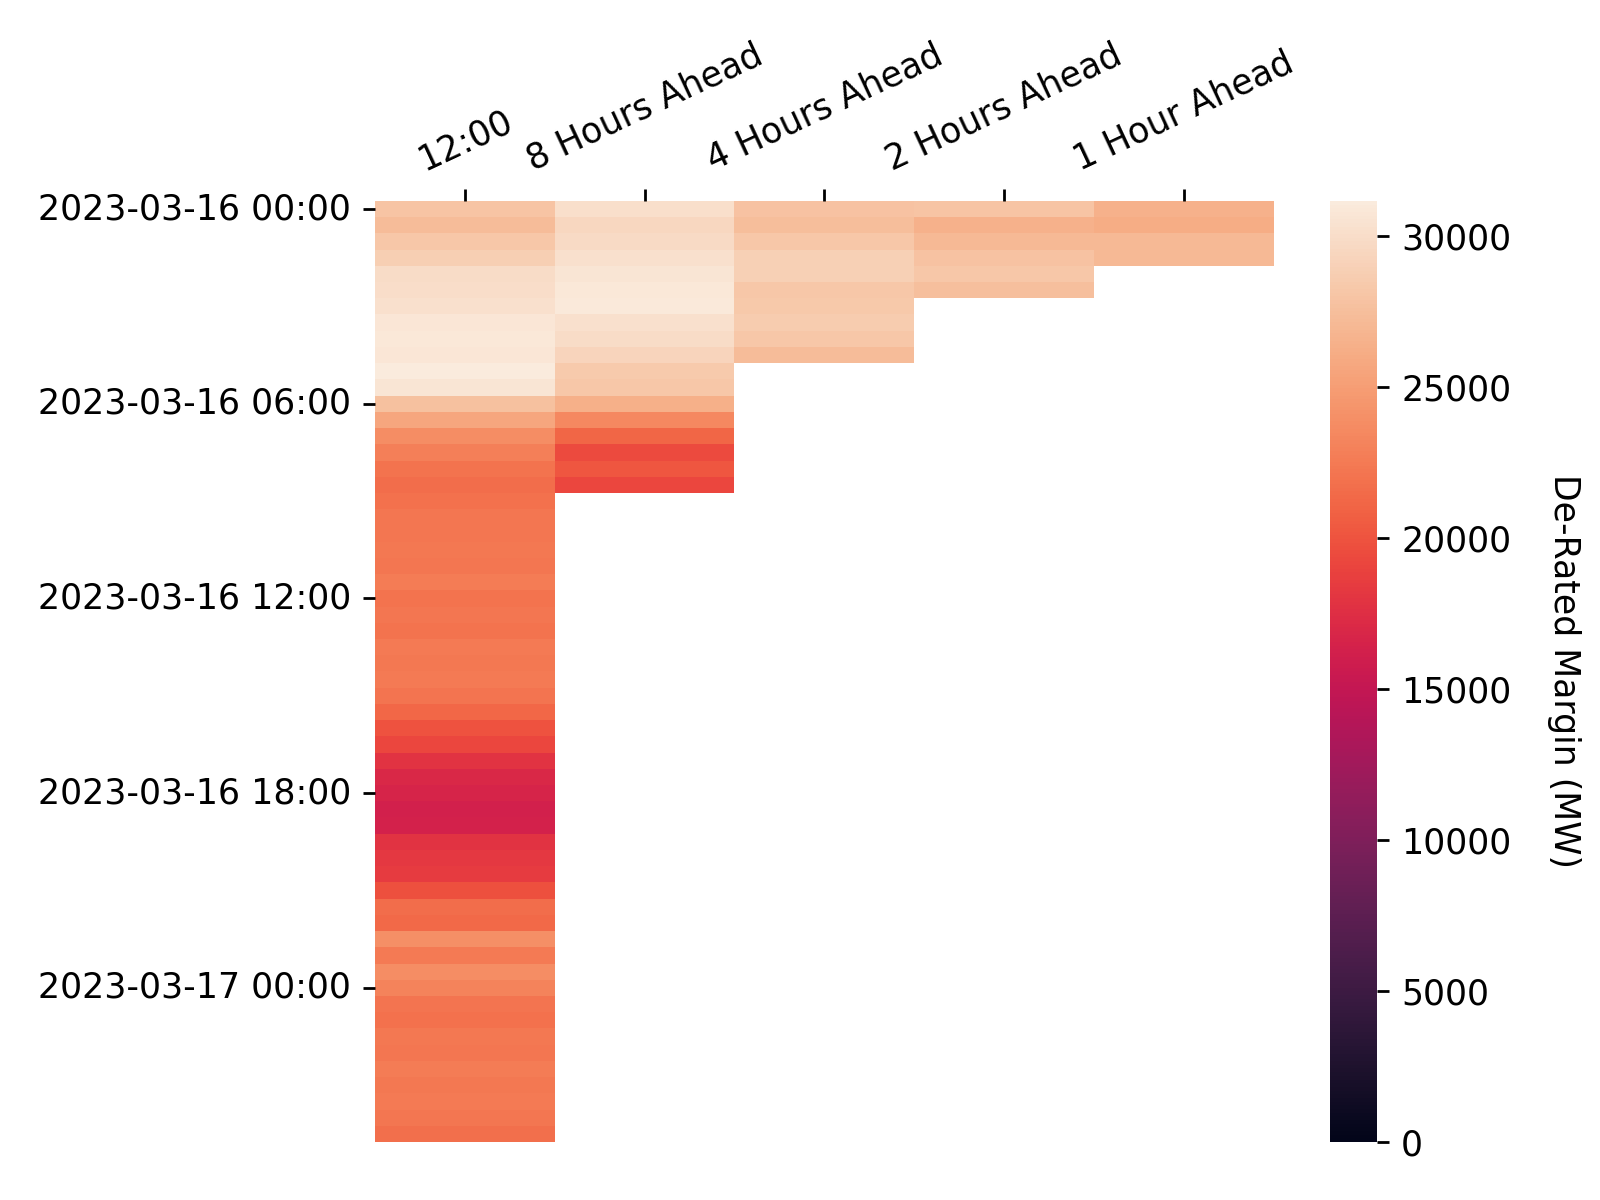 12:00
8 Hours Ahead
4 Hours Ahead
2 Hours Ahead
1 Hour Ahead
2023-03-16 00:00
2023-03-16 06:00
2023-03-16 12:00
2023-03-16 18:00
2023-03-17 00:00
30000
25000
20000
15000
10000
5000
0
De-Rated Margin (MW)